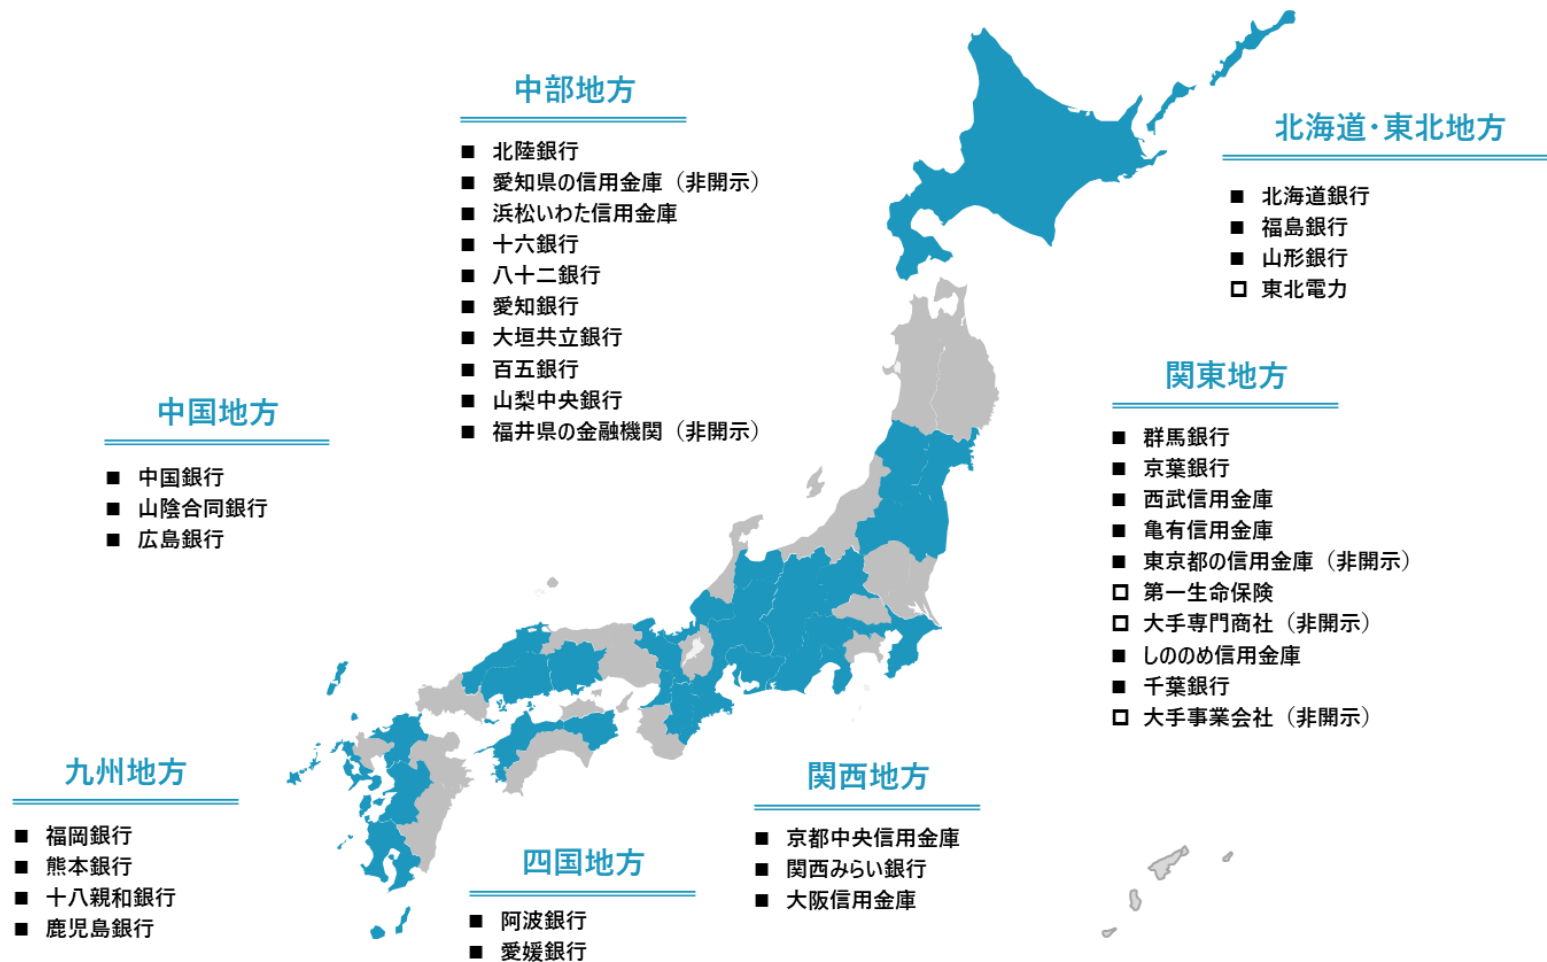 中部地方
■ 北陸銀行
■ 愛知県の信用金庫（非開示）
■ 浜松いわた信用金庫
■ 十六銀行
■ 八十二銀行
■ 愛知銀行
■ 大垣共立銀行
■ 百五銀行
■ 山梨中央銀行
■ 福井県の金融機関（非開示）
北海道・東北地方
■ 北海道銀行
■ 福島銀行
■ 山形銀行
□ 東北電力
関東地方
■ 群馬銀行
■ 京葉銀行
■ 西武信用金庫
■ 亀有信用金庫
■ 東京都の信用金庫（非開示）
□ 第一生命保険
□ 大手専門商社（非開示）
■ しののめ信用金庫
■ 千葉銀行
□ 大手事業会社（非開示）
中国地方
■ 中国銀行
■ 山陰合同銀行
■ 広島銀行
九州地方
■ 福岡銀行
■ 熊本銀行
■ 十八親和銀行
■ 鹿児島銀行
四国地方
■ 阿波銀行
■ 愛媛銀行
関西地方
■ 京都中央信用金庫
■ 関西みらい銀行
■ 大阪信用金庫